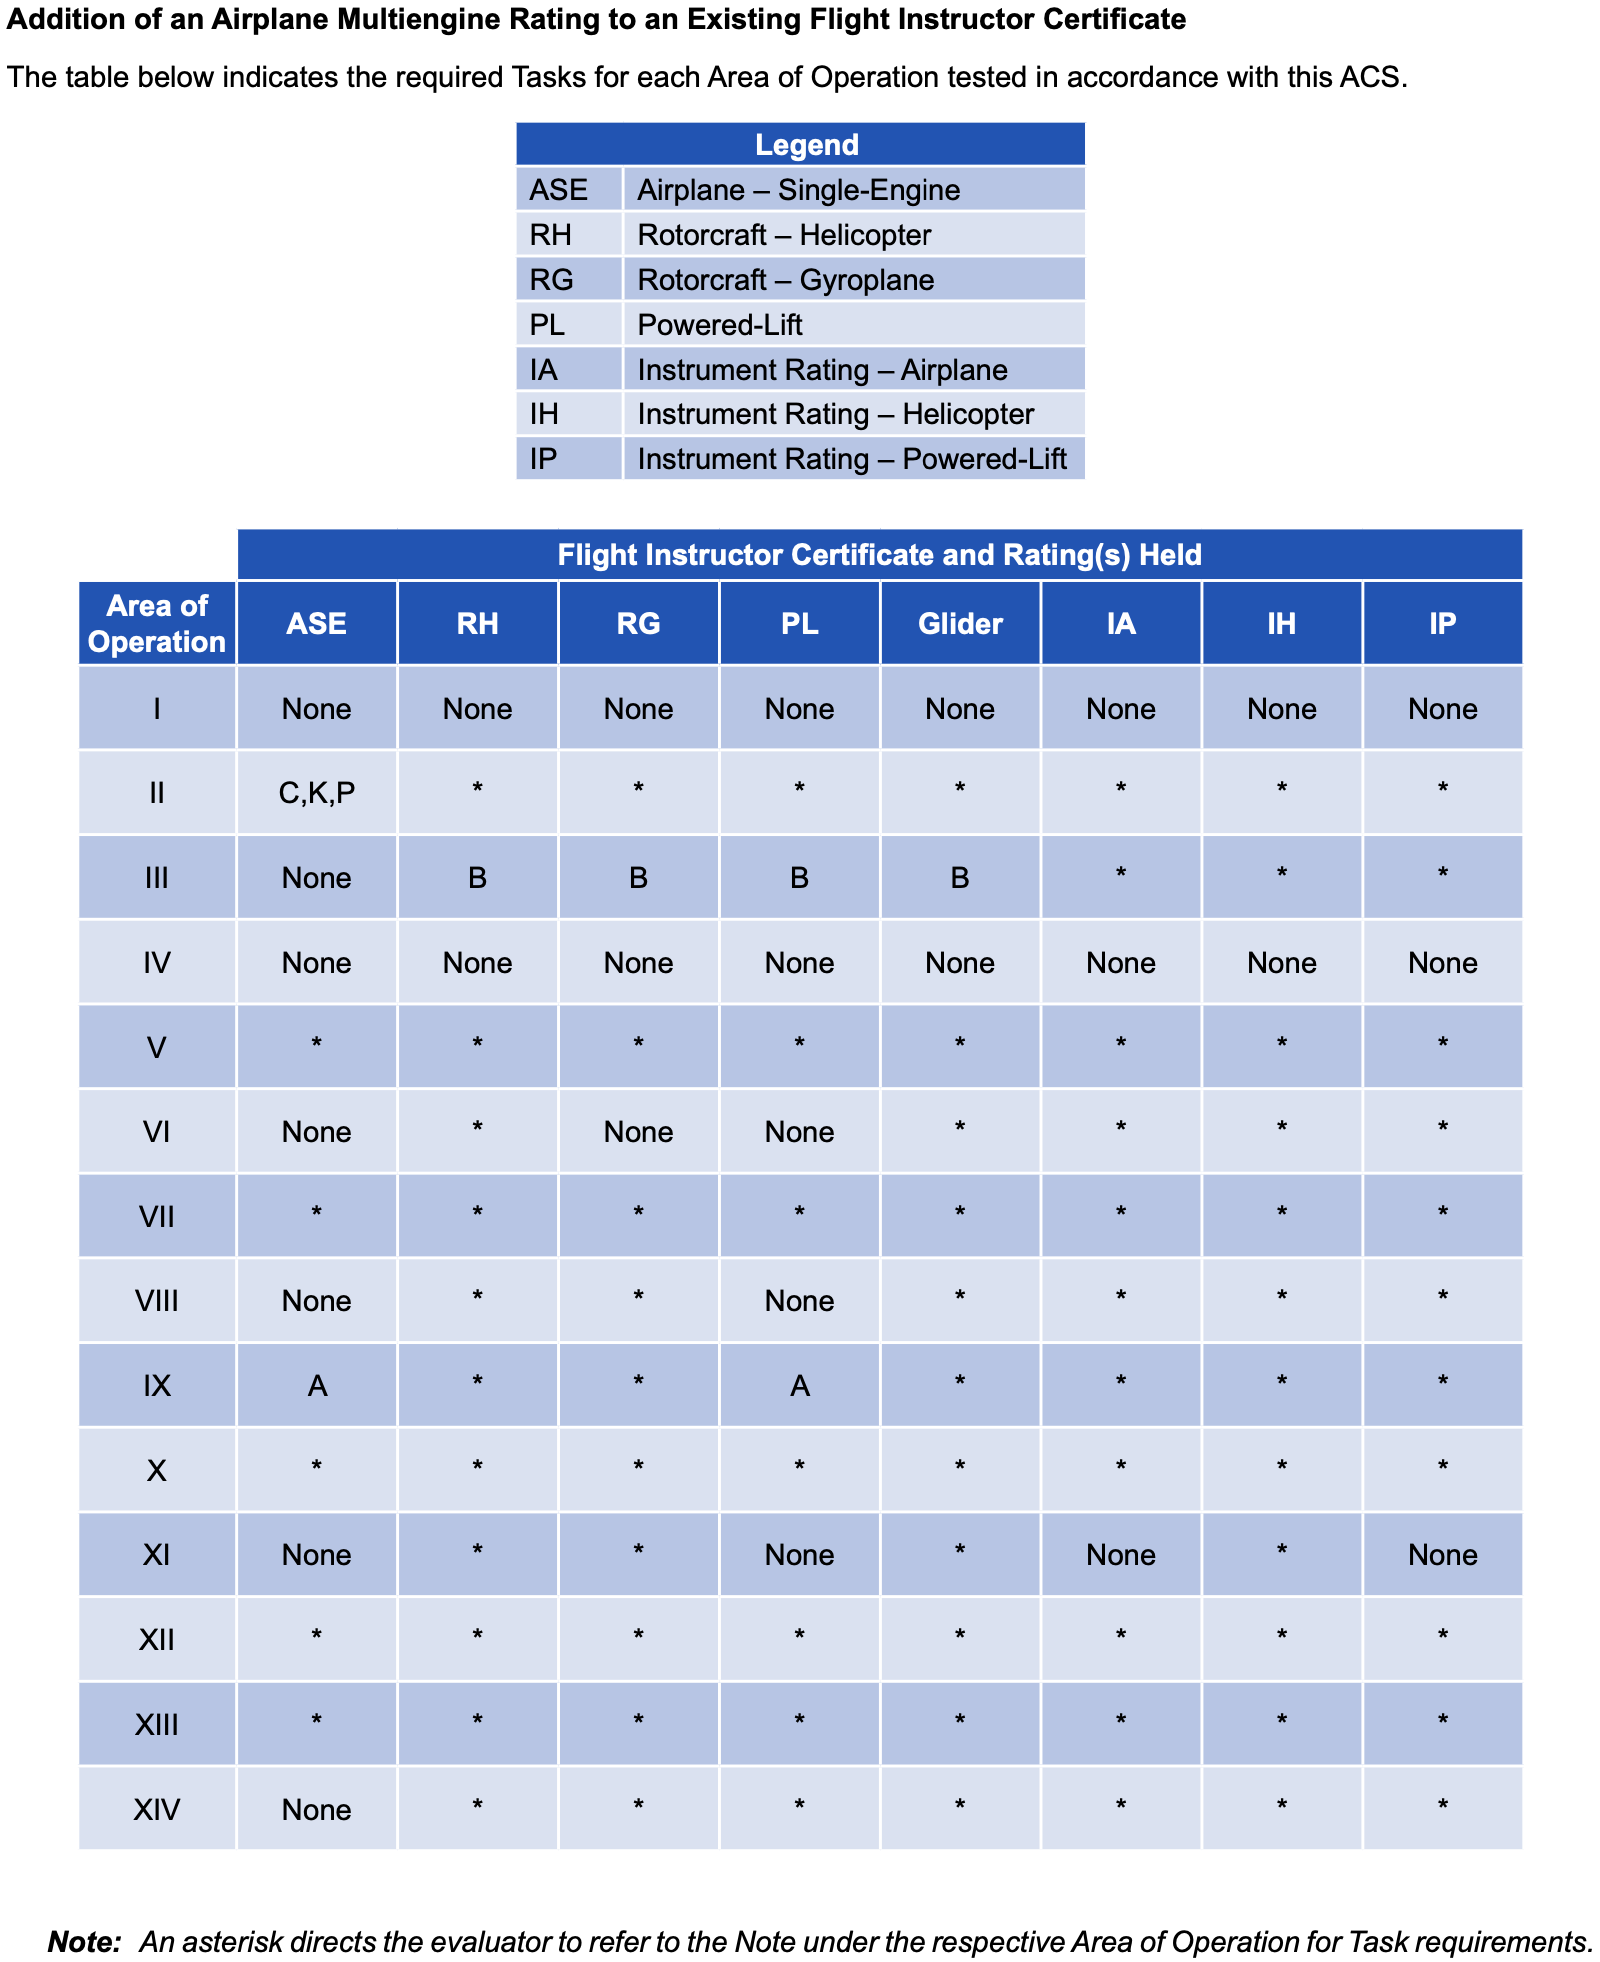 Addition of an Airplane Multiengine Rating to an Existing Flight Instructor Certificate
The table below indicates the required Tasks for each Area of Operation tested in accordance with this ACS.
Legend
ASE Airplane – Single-Engine
RH Rotorcraft – Helicopter
RG Rotorcraft – Gyroplane
PL Powered-Lift
IA Instrument Rating – Airplane
IH Instrument Rating – Helicopter
IP Instrument Rating – Powered-Lift
Flight Instructor Certificate and Rating(s) Held
Area of Operation ASE RH RG PL Glider IA IH IP
I None None None None None None None None
II C,K,P * * * * * * *
III None B B B B * * *
IV None None None None None None None None
V * * * * * * * *
VI None * None None * * * *
VII * * * * * * * *
VIII None * * None * * * *
IX A * * A * * * *
X * * * * * * * *
XI None * * None * None * None
XII * * * * * * * *
XIII * * * * * * * *
XIV None * * * * * * *
Note: An asterisk directs the evaluator to refer to the Note under the respective Area of Operation for Task requirements.